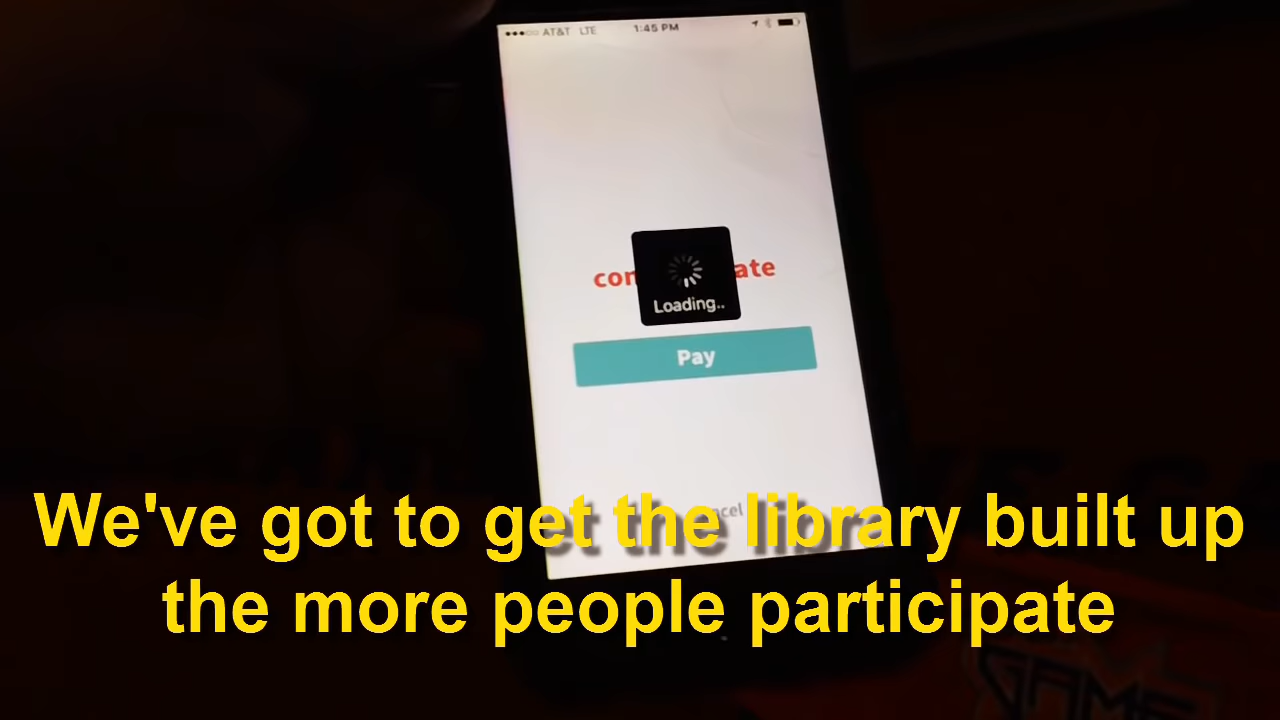 AT&T LTE 1:45 PM
Loading..
Pay
We've got to get the library built up
the more people participate
GAME